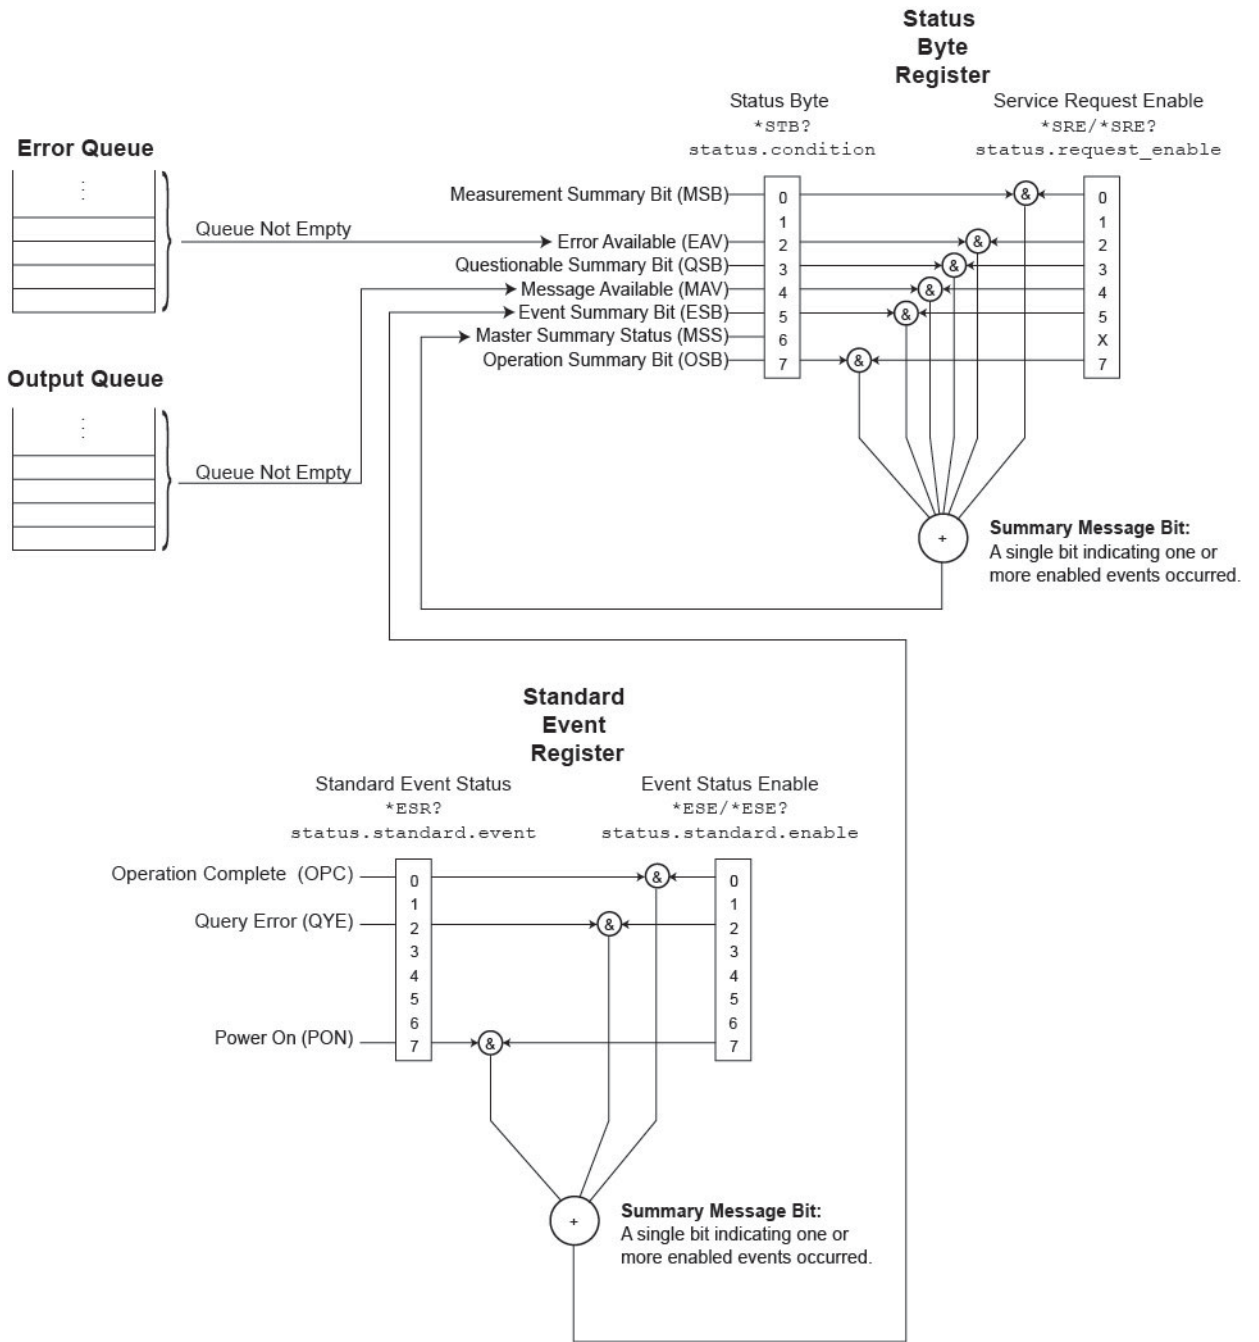 Status
Byte
Register
Status Byte
*STB?
status.condition
Service Request Enable
*SRE/*SRE?
status.request_enable
Error Queue
Queue Not Empty
Measurement Summary Bit (MSB)
Error Available (EAV)
Questionable Summary Bit (QSB)
Message Available (MAV)
Event Summary Bit (ESB)
Master Summary Status (MSS)
Operation Summary Bit (OSB)
0
1
2
3
4
5
6
7
&
&
&
&
&
&
0
1
2
3
4
5
X
7
Output Queue
Queue Not Empty
+
Summary Message Bit:
A single bit indicating one or
more enabled events occurred.
Standard
Event
Register
Standard Event Status
*ESR?
status.standard.event
Event Status Enable
*ESE/*ESE?
status.standard.enable
Operation Complete (OPC)
Query Error (QYE)
Power On (PON)
0
1
2
3
4
5
6
7
&
&
&
0
1
2
3
4
5
6
7
+
Summary Message Bit:
A single bit indicating one or
more enabled events occurred.